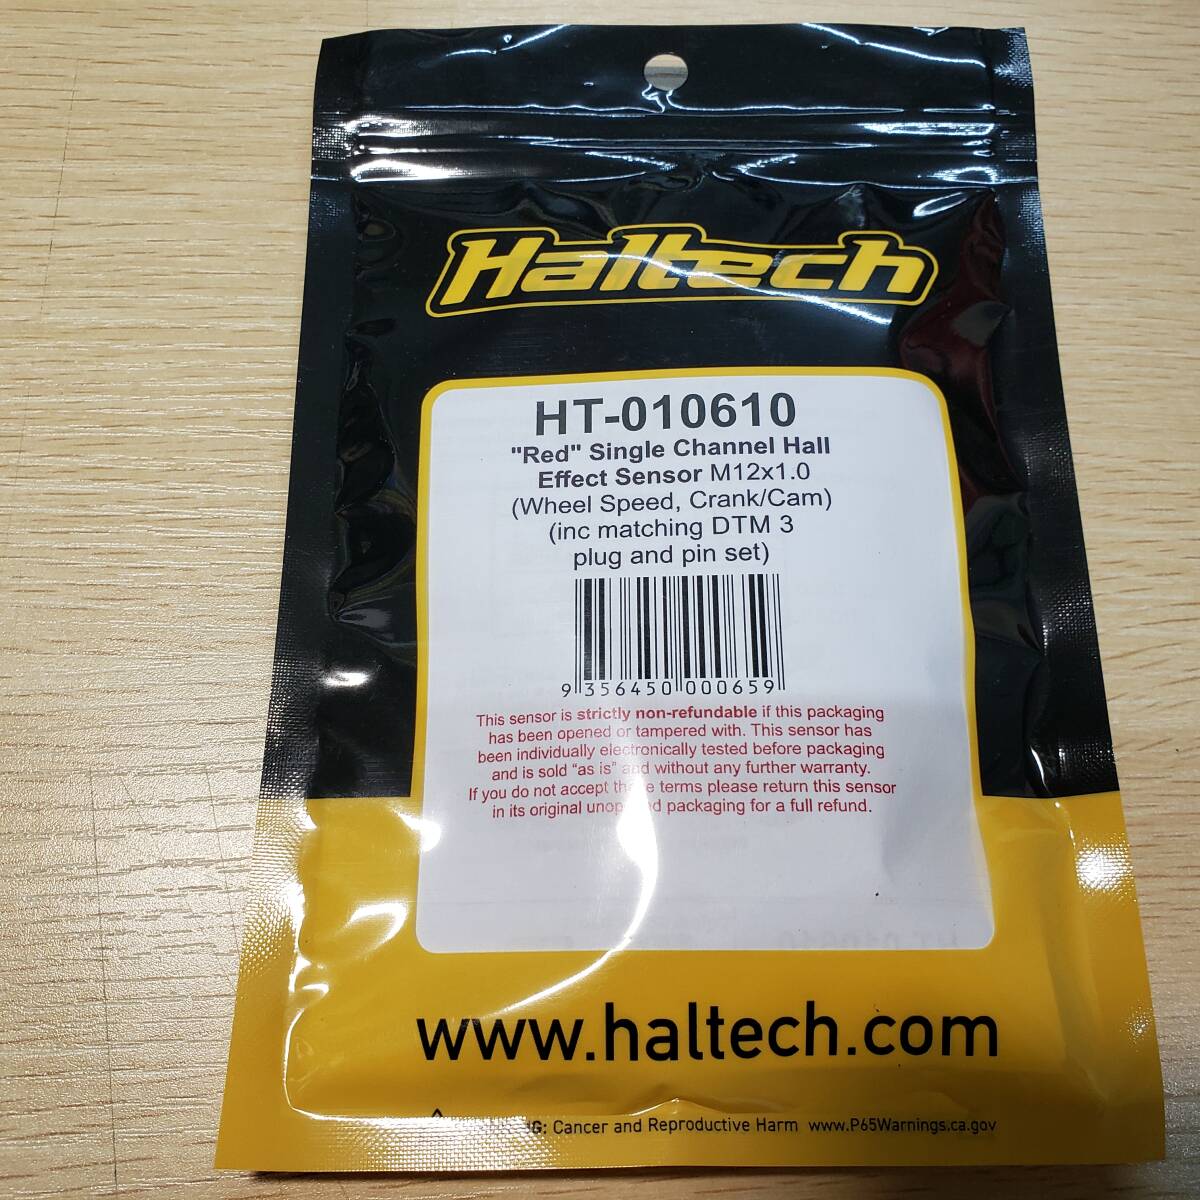 Haltech
HT-010610
"Red" Single Channel Hall
Effect Sensor M12x1.0
(Wheel Speed, Crank/Cam)
(inc matching DTM 3
plug and pin set)
9 356450 000659
This sensor is strictly non-refundable if this packaging
has been opened or tampered with. This sensor has
been individually electronically tested before packaging
and is sold “as is” and without any further warranty.
If you do not accept these terms please return this sensor
in its original unopened packaging for a full refund.
www.haltech.com
Cancer and Reproductive Harm www.P65Warnings.ca.gov